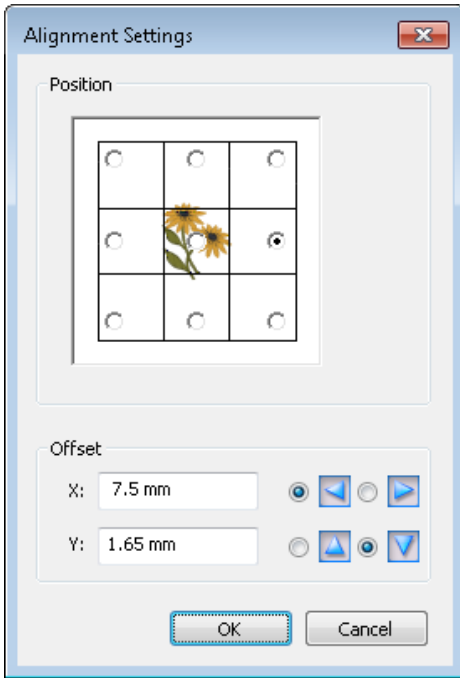 Alignment Settings
Position
Offset
X: 7.5 mm
Y: 1.65 mm
OK Cancel